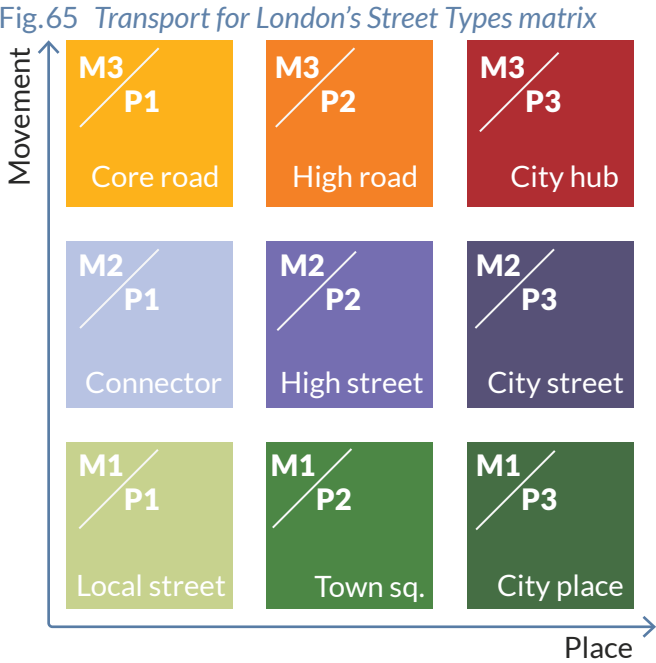 Fig.65 Transport for London's Street Types matrix
Movement
M3
P1
Core road
M3
P2
High road
M3
P3
City hub
M2
P1
Connector
M2
P2
High street
M2
P3
City street
M1
P1
Local street
M1
P2
Town sq.
M1
P3
City place
Place